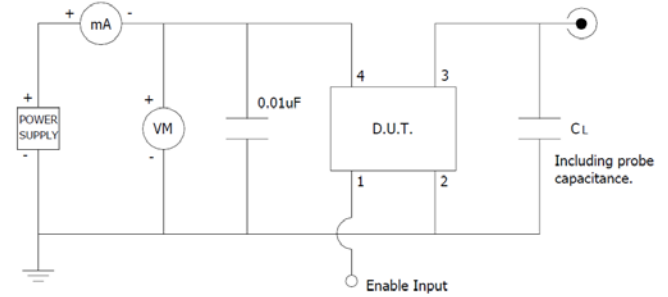 + mA -
4
3
+
0.01uF
+
POWER
SUPPLY
-
VM
-
D.U.T.
CL
Including probe
capacitance.
1
2
Enable Input